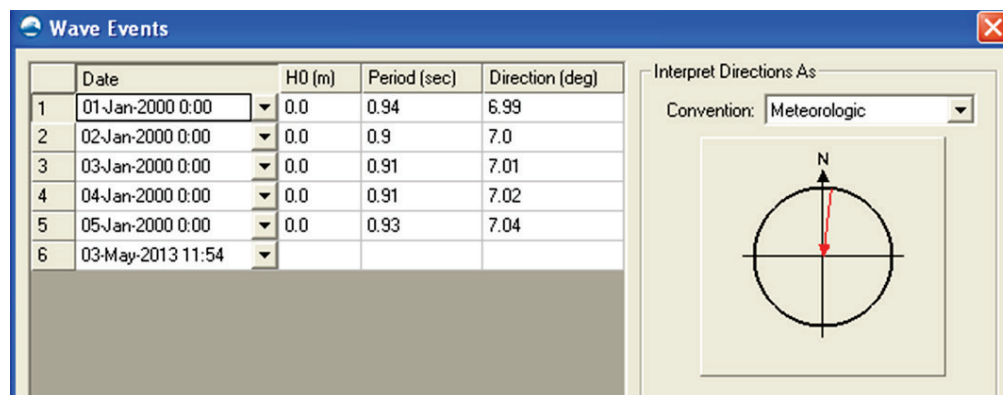 Wave Events
Date H0 (m) Period (sec) Direction (deg)
1 01-Jan-2000 0:00 0.0 0.94 6.99
2 02-Jan-2000 0:00 0.0 0.9 7.0
3 03-Jan-2000 0:00 0.0 0.91 7.01
4 04-Jan-2000 0:00 0.0 0.91 7.02
5 05-Jan-2000 0:00 0.0 0.93 7.04
6 03-May-2013 11:54
Interpret Directions As
Convention: Meteorologic
N